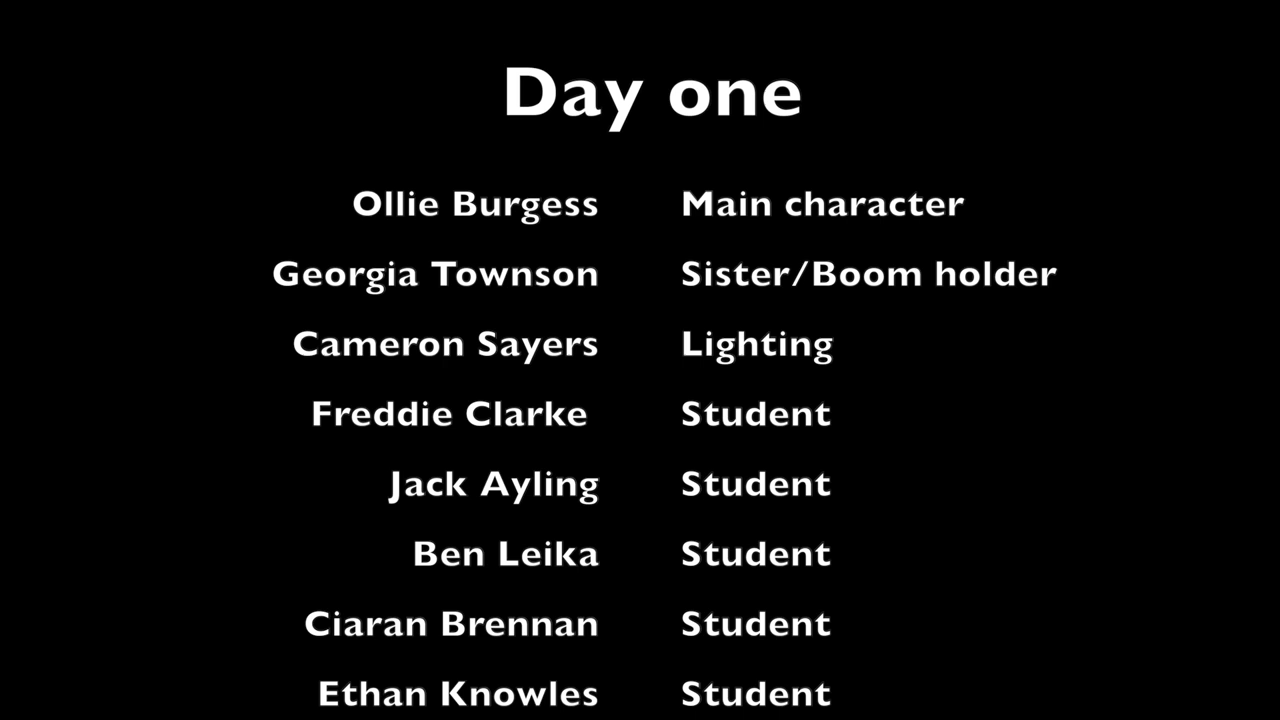 Day one
Ollie Burgess Main character
Georgia Townson Sister/Boom holder
Cameron Sayers Lighting
Freddie Clarke Student
Jack Ayling Student
Ben Leika Student
Ciaran Brennan Student
Ethan Knowles Student